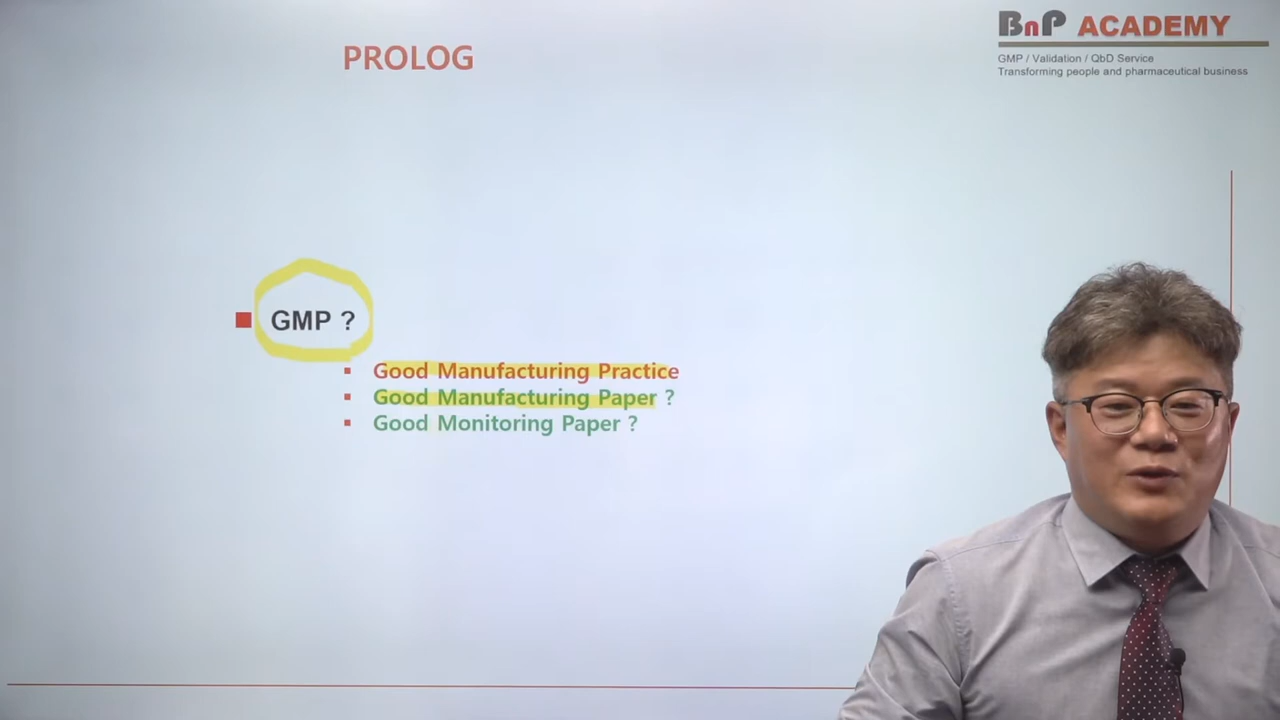 PROLOG
BnP ACADEMY
GMP / Validation / QbD Service
Transforming people and pharmaceutical business
GMP ?
Good Manufacturing Practice
Good Manufacturing Paper ?
Good Monitoring Paper ?